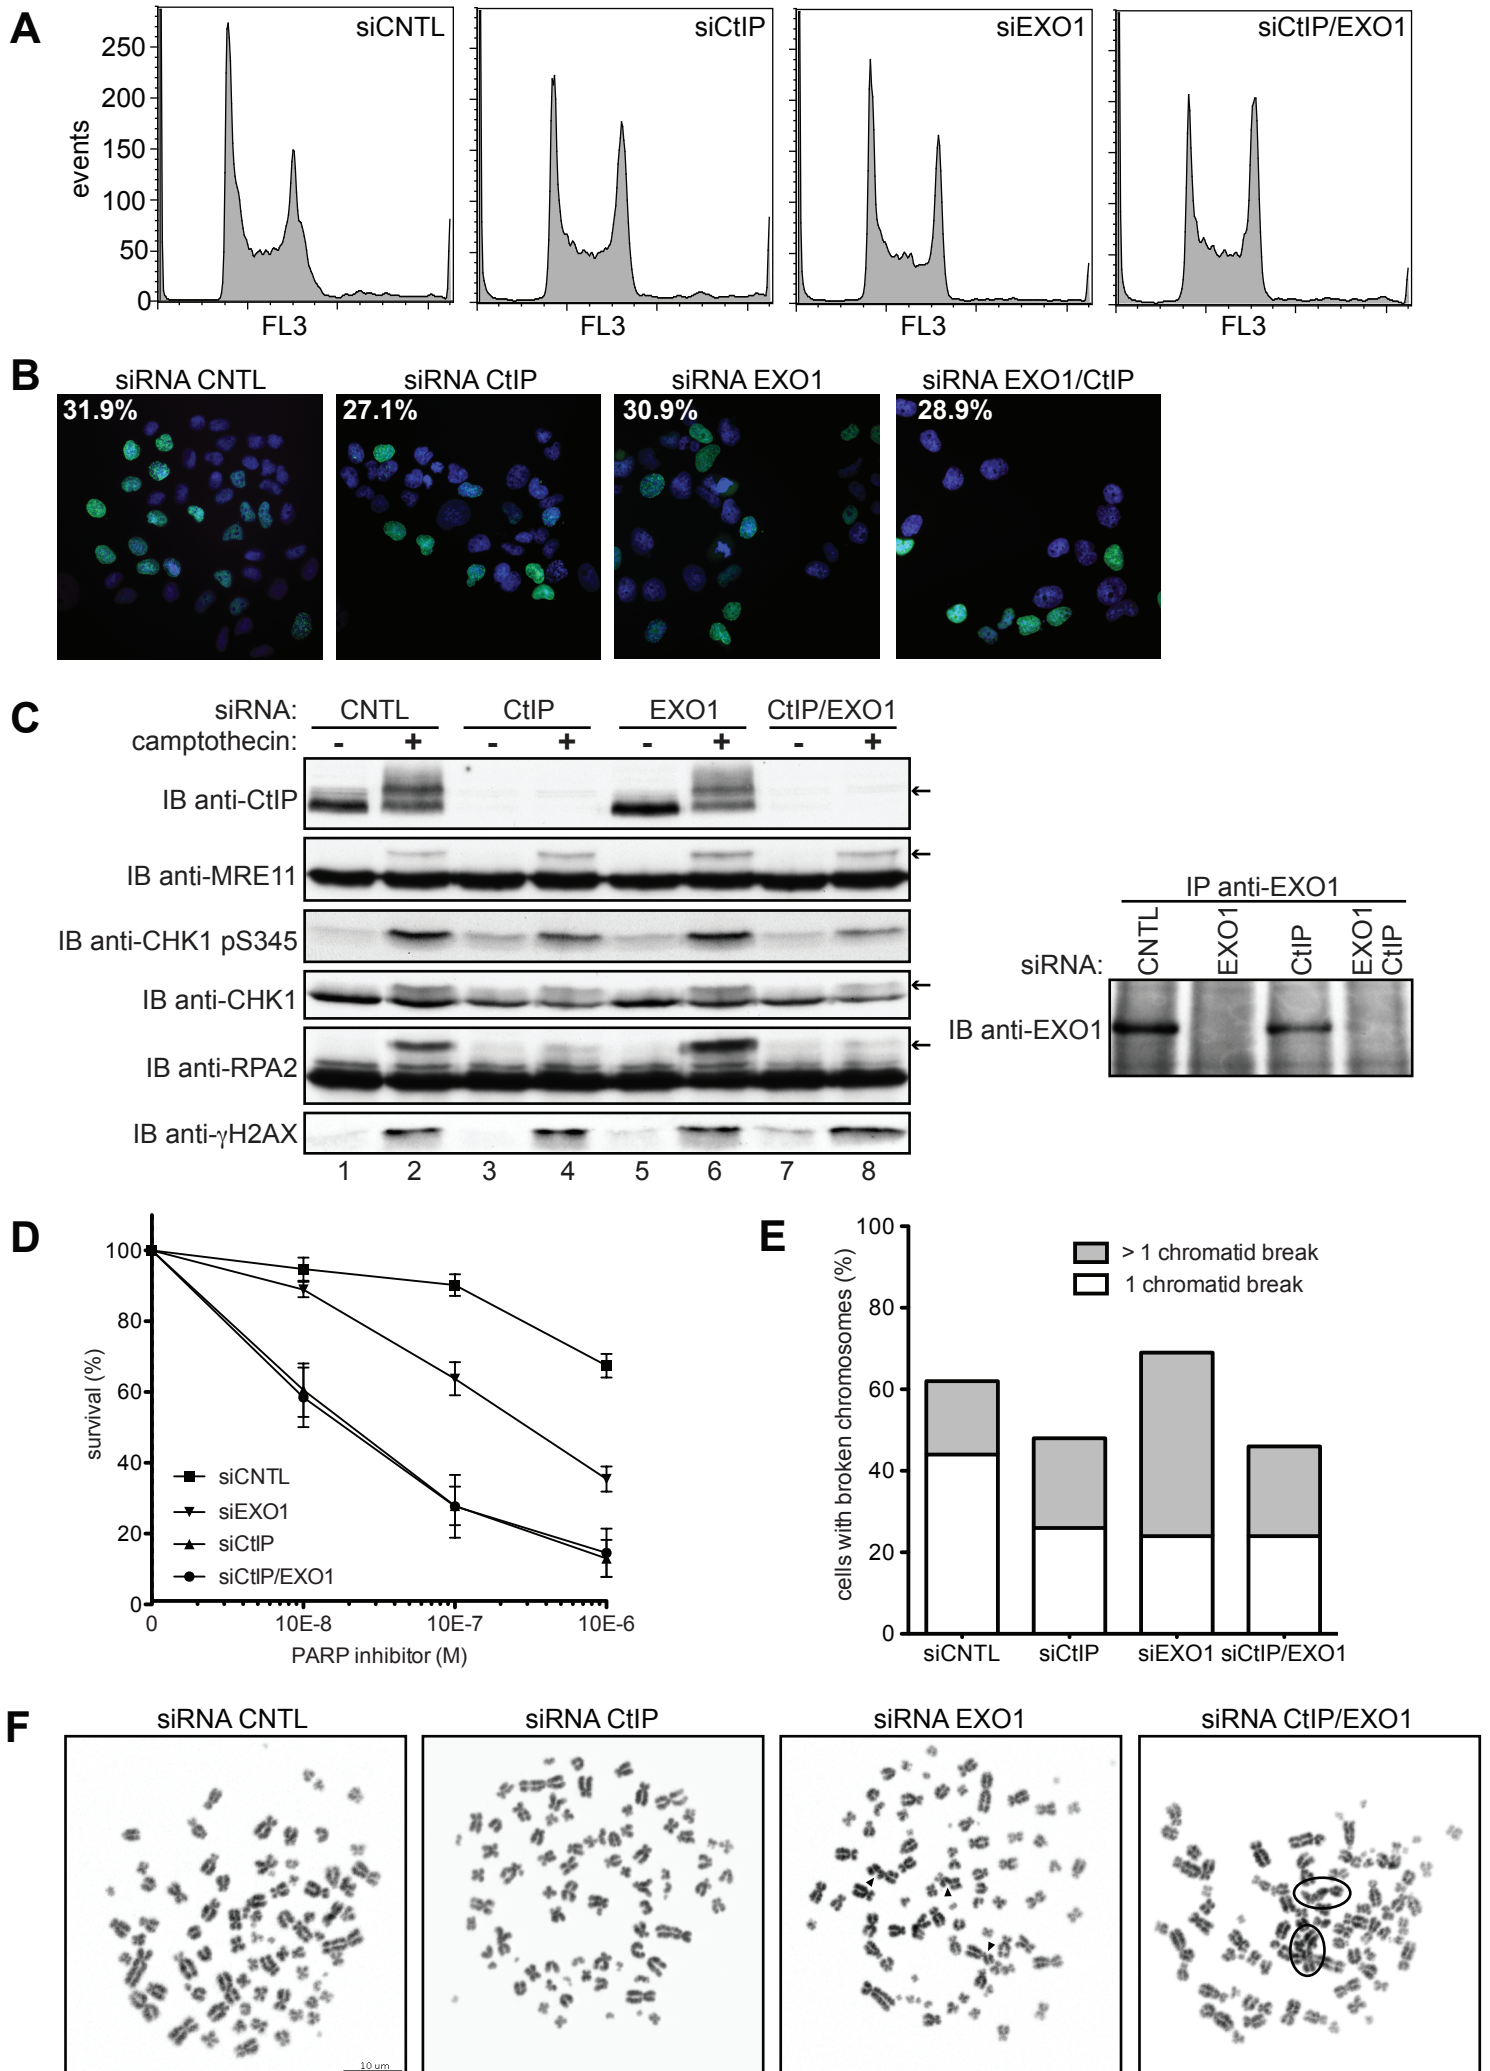 A
siCNTL
siCtIP
siEXO1
siCtIP/EXO1
events
250
200
150
100
50
0
FL3
FL3
FL3
FL3
B
siRNA CNTL
siRNA CtIP
siRNA EXO1
siRNA EXO1/CtIP
31.9%
27.1%
30.9%
28.9%
C
siRNA: CNTL CtIP EXO1 CtIP/EXO1
camptothecin: - + - + - + - +
IB anti-CtIP
IB anti-MRE11
IB anti-CHK1 pS345
IB anti-CHK1
IB anti-RPA2
IB anti-γH2AX
1 2 3 4 5 6 7 8
IP anti-EXO1
siRNA: CNTL EXO1 CtIP EXO1 CtIP
IB anti-EXO1
D
survival (%)
100
80
60
40
20
0
siCNTL
siEXO1
siCtIP
siCtIP/EXO1
0 10E-8 10E-7 10E-6
PARP inhibitor (M)
E
cells with broken chromosomes (%)
100
80
60
40
20
0
> 1 chromatid break
1 chromatid break
siCNTL siCtIP siEXO1 siCtIP/EXO1
F
siRNA CNTL
siRNA CtIP
siRNA EXO1
siRNA CtIP/EXO1
10 um